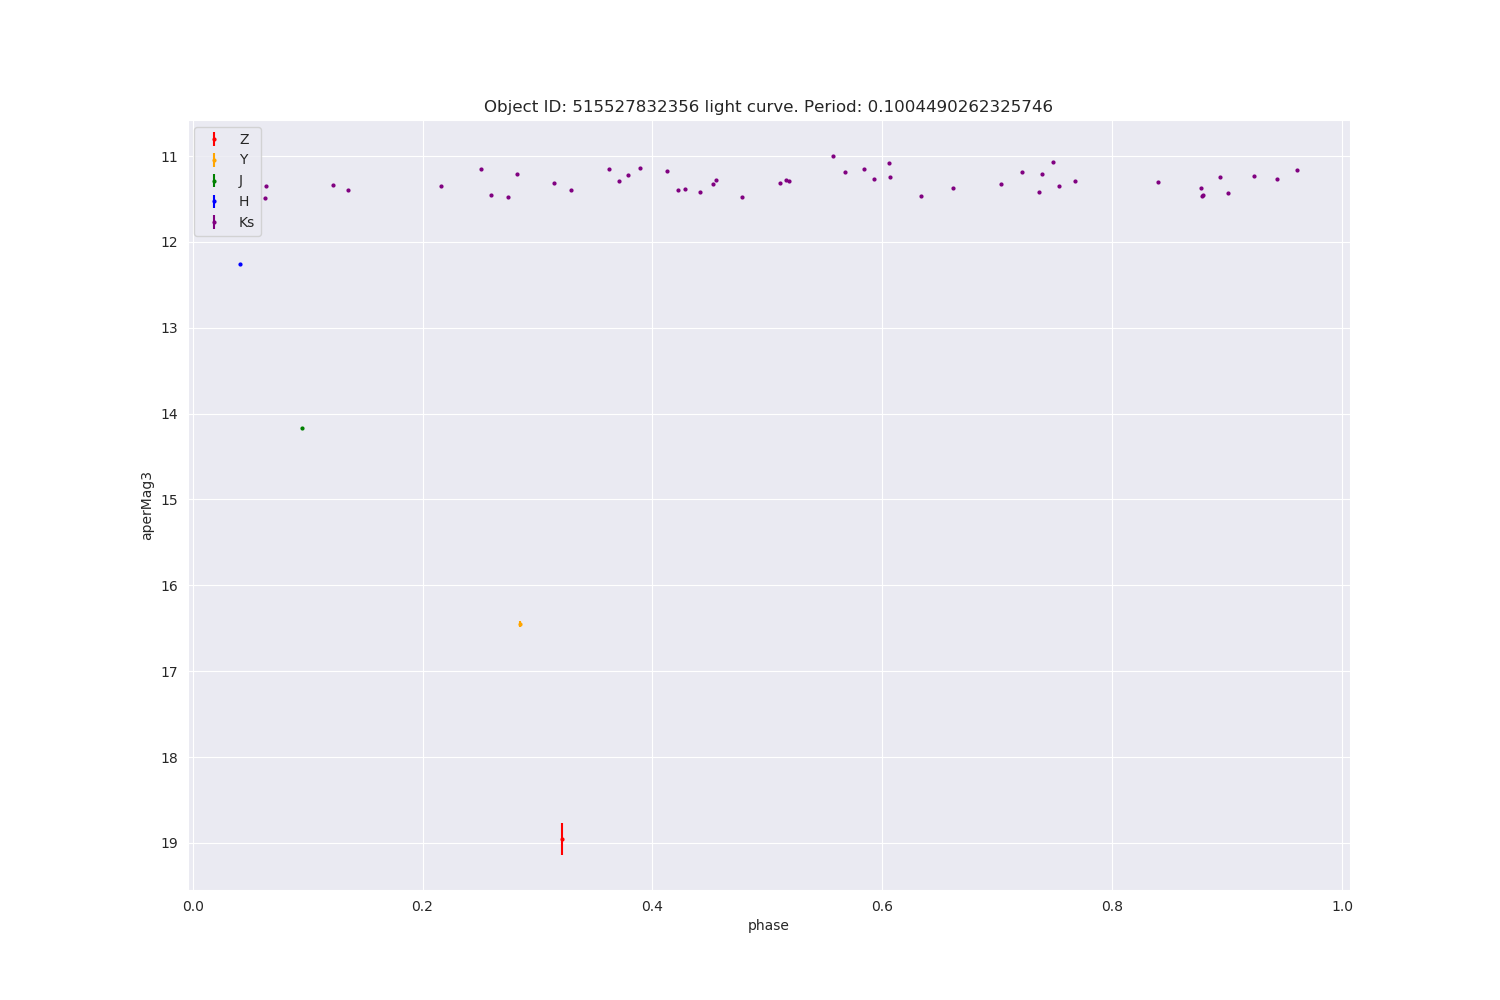 Object ID: 515527832356 light curve. Period: 0.1004490262325746
Z
Y
J
H
Ks
11
12
13
14
15
16
17
18
19
aperMag3
0.0 0.2 0.4 0.6 0.8 1.0
phase